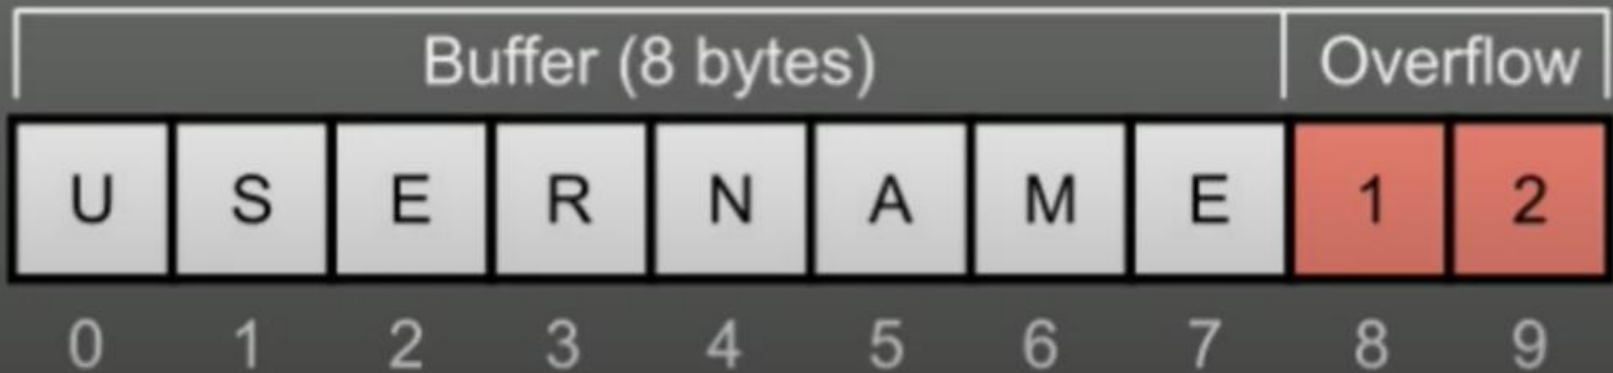 Buffer (8 bytes) Overflow
U S E R N A M E 1 2
0 1 2 3 4 5 6 7 8 9